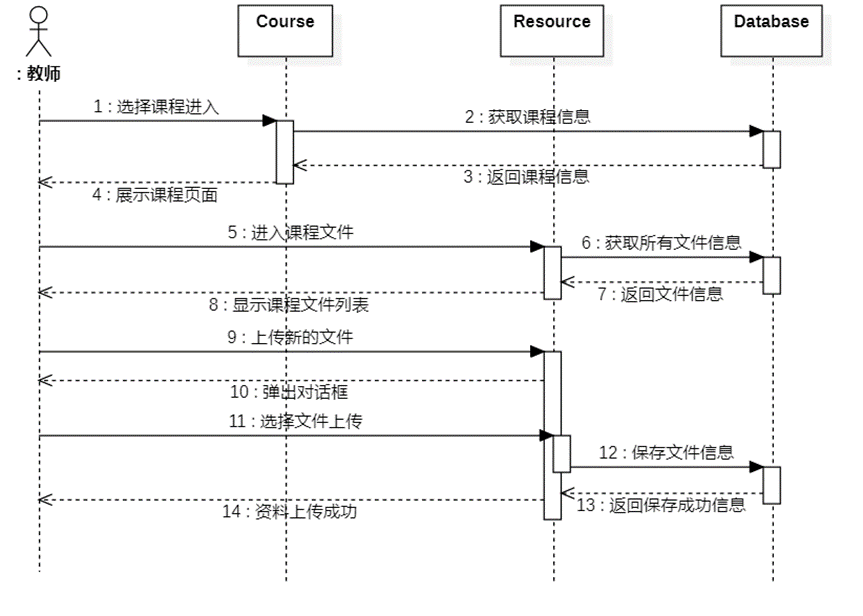 Course
Resource
Database
: 教师
1 : 选择课程进入
2 : 获取课程信息
3 : 返回课程信息
4 : 展示课程页面
5 : 进入课程文件
6 : 获取所有文件信息
7 : 返回文件信息
8 : 显示课程文件列表
9 : 上传新的文件
10 : 弹出对话框
11 : 选择文件上传
12 : 保存文件信息
13 : 返回保存成功信息
14 : 资料上传成功